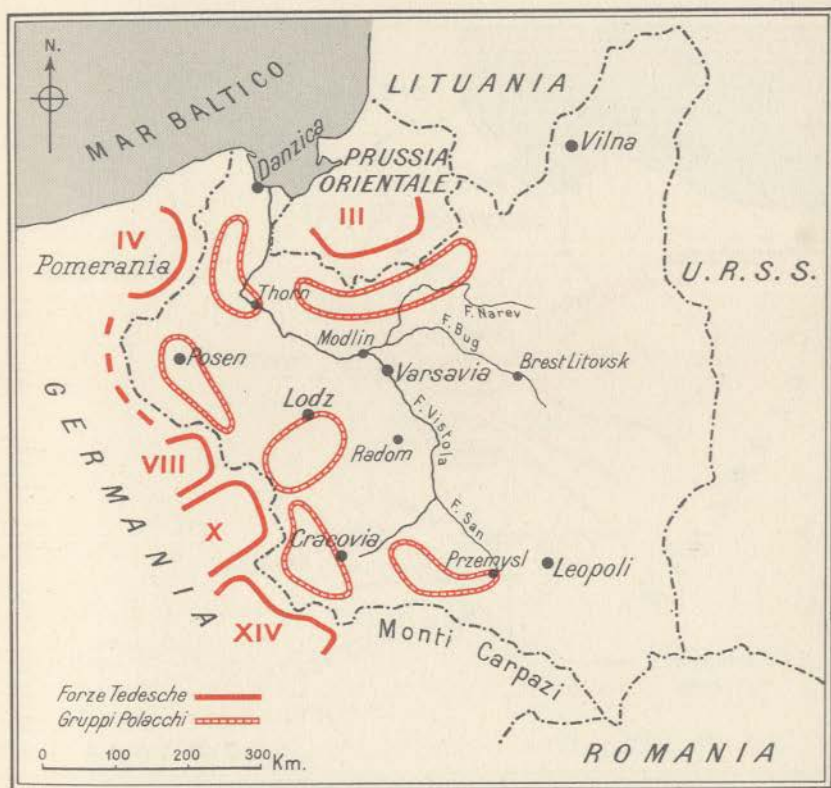 N.
MAR BALTICO
LITUANIA
Danzica
PRUSSIA
ORIENTALE
Vilna
III
IV
Pomerania
U.R.S.S.
Thorn
F. Narev
F. Bug
Modlin
Posen
Varsavia
Brest Litovsk
GERMANIA
Lodz
F. Vistola
Radom
VIII
X
F. San
Cracovia
Przemysl
Leopoli
XIV
Monti Carpazi
Forze Tedesche
Gruppi Polacchi
0 100 200 300 Km.
ROMANIA